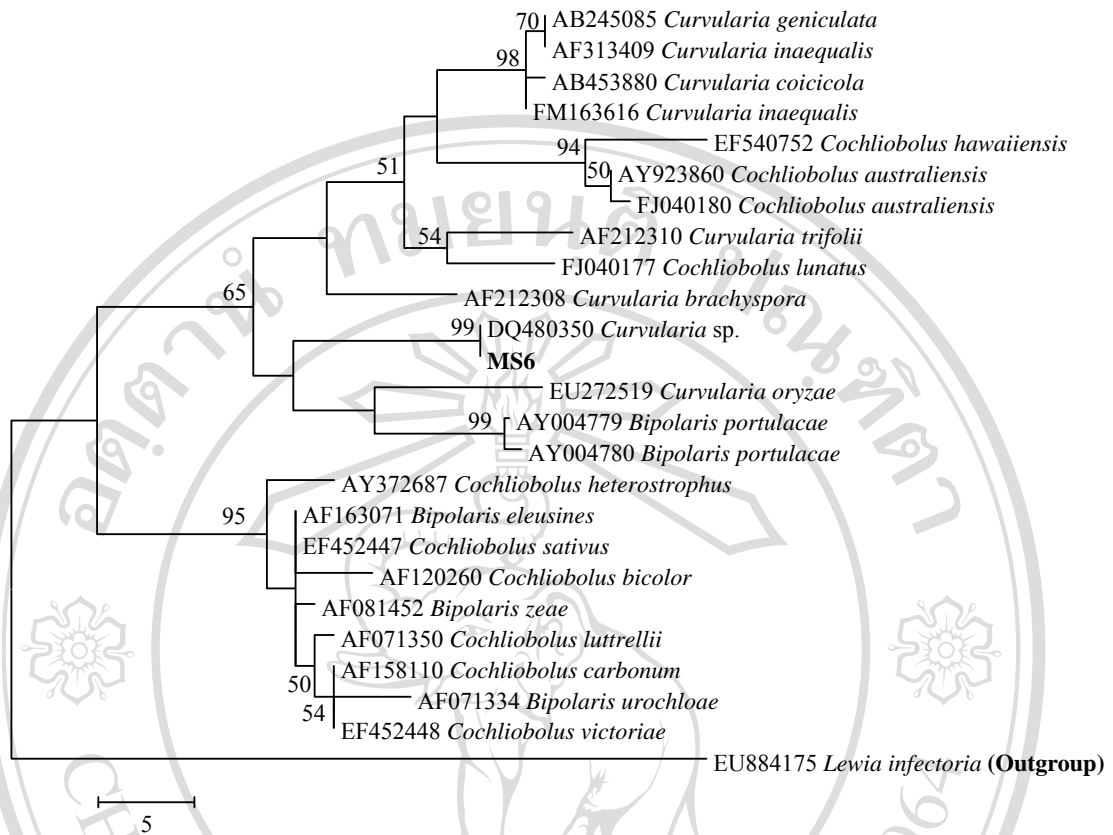 70
AB245085 Curvularia geniculata
AF313409 Curvularia inaequalis
98
AB453880 Curvularia coicicola
FM163616 Curvularia inaequalis
94
EF540752 Cochliobolus hawaiiensis
50
AY923860 Cochliobolus australiensis
51
FJ040180 Cochliobolus australiensis
54
AF212310 Curvularia trifolii
FJ040177 Cochliobolus lunatus
65
AF212308 Curvularia brachyspora
99
DQ480350 Curvularia sp.
MS6
EU272519 Curvularia oryzae
99
AY004779 Bipolaris portulacae
AY004780 Bipolaris portulacae
AY372687 Cochliobolus heterostrophus
95
AF163071 Bipolaris eleusines
EF452447 Cochliobolus sativus
AF120260 Cochliobolus bicolor
AF081452 Bipolaris zeae
AF071350 Cochliobolus luttrellii
50
AF158110 Cochliobolus carbonum
54
AF071334 Bipolaris urochloae
EF452448 Cochliobolus victoriae
EU884175 Lewia infectoria (Outgroup)
5